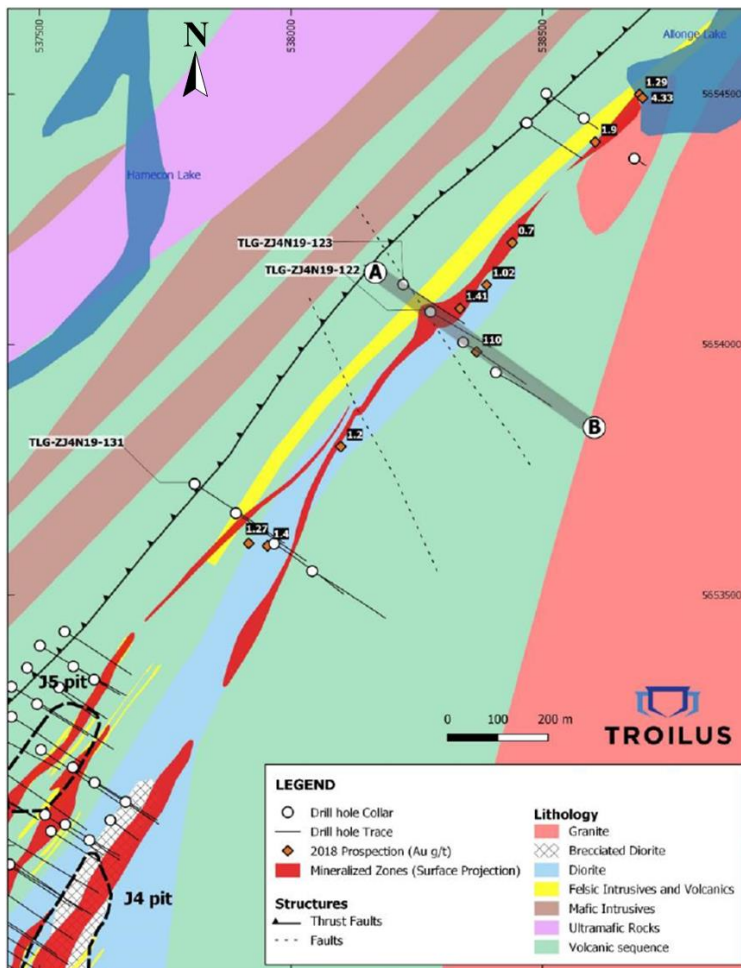 537500
538000
538500
N
Allonge Lake
1.29
4.33
5654500
1.9
Hamecon Lake
0.7
TLG-ZJ4N19-123
TLG-ZJ4N19-122
A
1.02
1.41
110
5654000
B
1.2
TLG-ZJ4N19-131
1.27
1.4
5653500
J5 pit
TROILUS
0 100 200 m
J4 pit
LEGEND
Drill hole Collar
Drill hole Trace
2018 Prospection (Au g/t)
Mineralized Zones (Surface Projection)
Structures
Thrust Faults
Faults
Lithology
Granite
Brecciated Diorite
Diorite
Felsic Intrusives and Volcanics
Mafic Intrusives
Ultramafic Rocks
Volcanic sequence